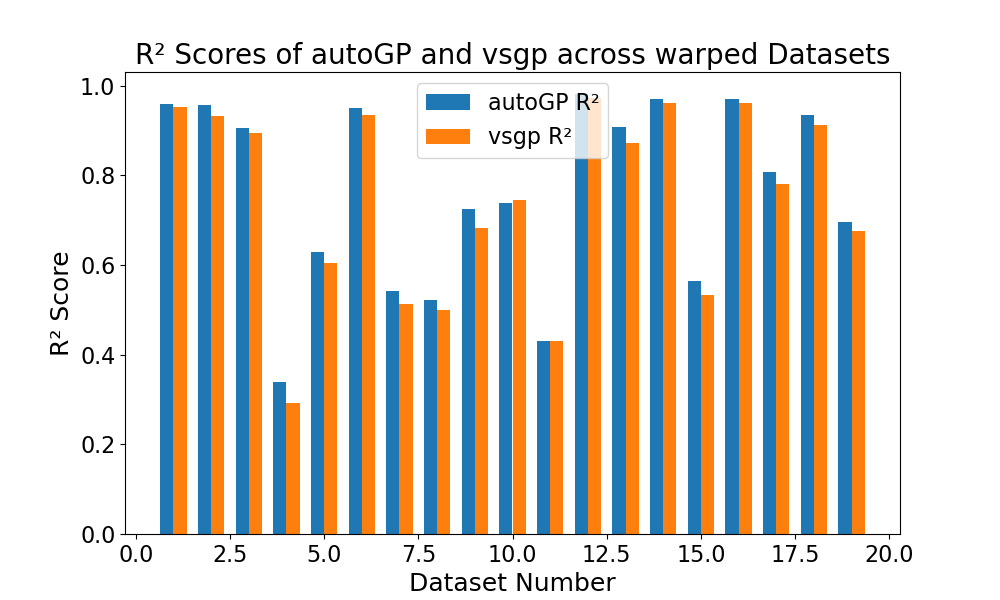 R² Scores of autoGP and vsgp across warped Datasets
autoGP R²
vsgp R²
R² Score
1.0
0.8
0.6
0.4
0.2
0.0
0.0 2.5 5.0 7.5 10.0 12.5 15.0 17.5 20.0
Dataset Number